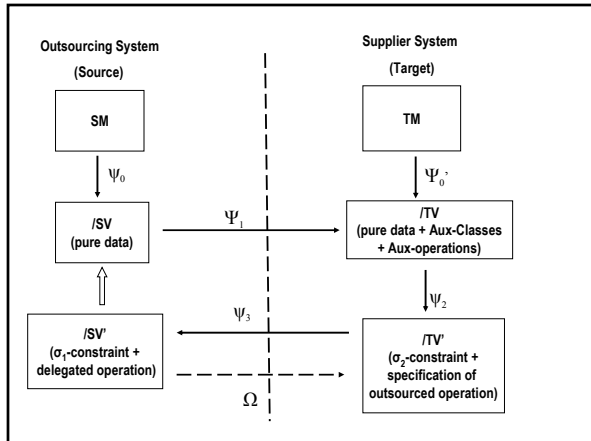 Outsourcing System
(Source)
Supplier System
(Target)
SM
TM
ψ₀
Ψ₀'
/SV
(pure data)
Ψ₁
/TV
(pure data + Aux-Classes
+ Aux-operations)
ψ₂
ψ₃
/SV'
(σ₁-constraint +
delegated operation)
/TV'
(σ₂-constraint +
specification of
outsourced operation)
Ω